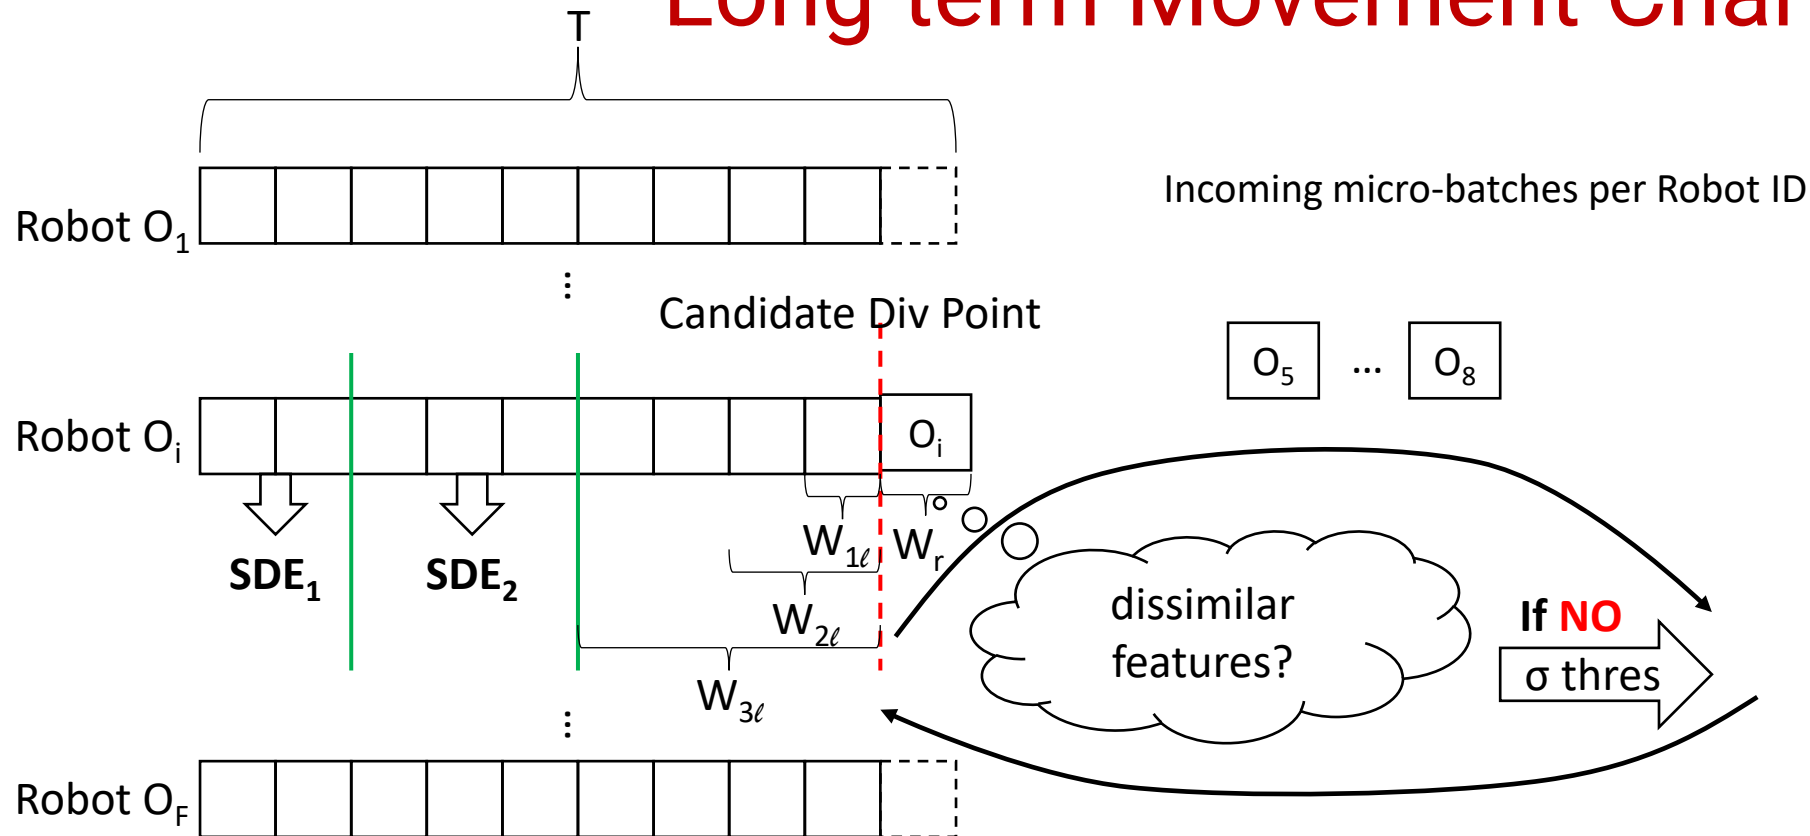 Long term Movement Char
T
Incoming micro-batches per Robot ID
Robot O1
...
Candidate Div Point
O5 ... O8
Robot Oi
Oi
W1ℓ Wr
SDE1 SDE2
W2ℓ
dissimilar
features?
If NO
σ thres
W3ℓ
...
Robot OF